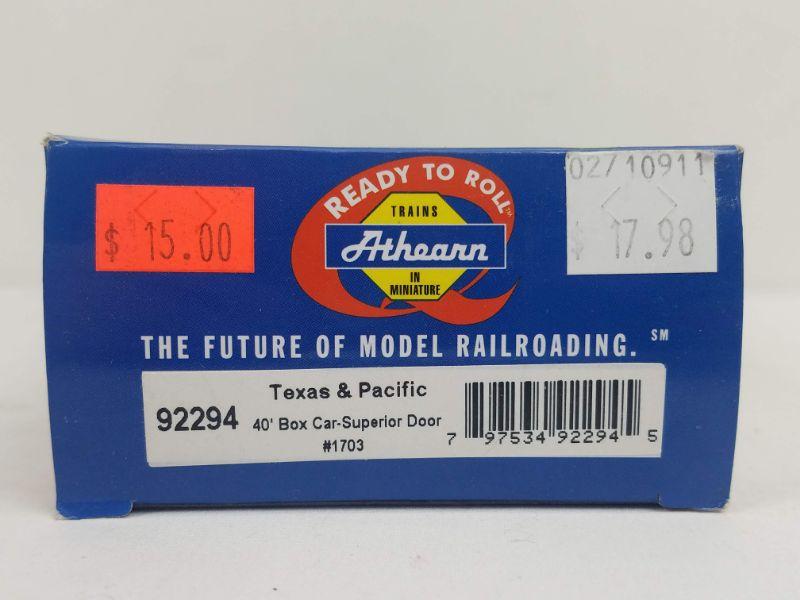 READY TO ROLL™
02/10911
$ 15.00
$ 17.98
TRAINS
Athearn
IN
MINIATURE
THE FUTURE OF MODEL RAILROADING. SM
Texas & Pacific
92294
40' Box Car-Superior Door
#1703
7 97534 92294 5